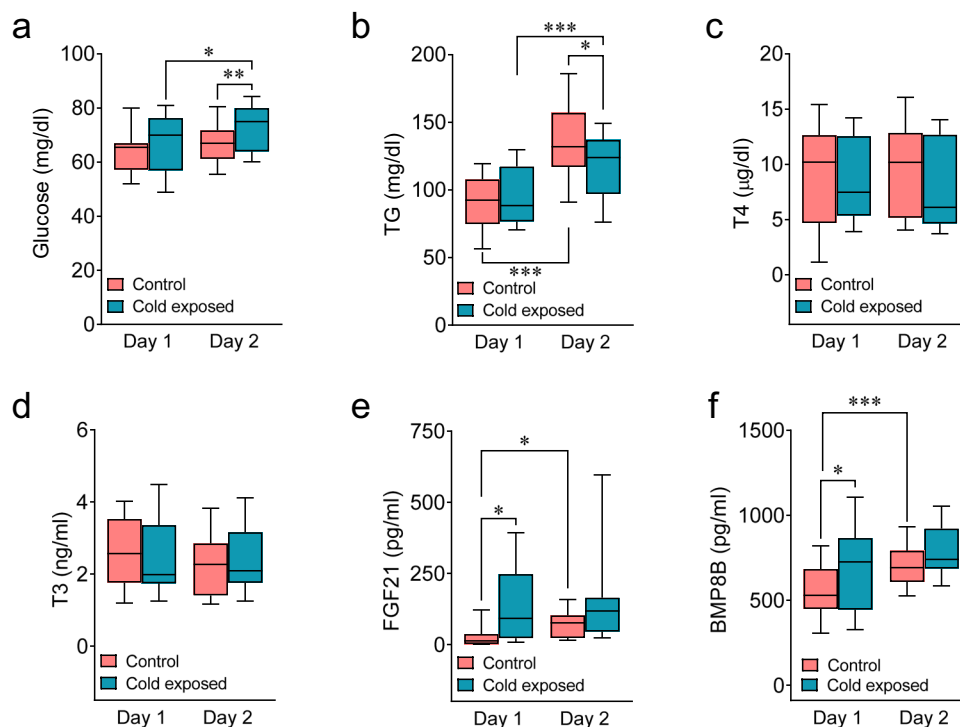 a
Glucose (mg/dl)
100
80
60
40
20
0
*
**
Control
Cold exposed
Day 1
Day 2
b
TG (mg/dl)
200
150
100
50
0
***
*
***
Control
Cold exposed
Day 1
Day 2
c
T4 (µg/dl)
20
15
10
5
0
Control
Cold exposed
Day 1
Day 2
d
T3 (ng/ml)
6
4
2
0
Control
Cold exposed
Day 1
Day 2
e
FGF21 (pg/ml)
750
500
250
0
*
*
Control
Cold exposed
Day 1
Day 2
f
BMP8B (pg/ml)
1500
1000
500
0
***
*
Control
Cold exposed
Day 1
Day 2